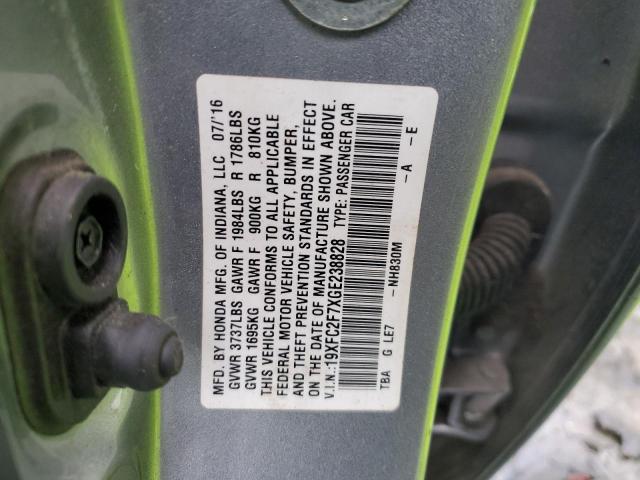 MFD. BY HONDA MFG. OF INDIANA, LLC 07/'16
GVWR 3737LBS GAWR F 1984LBS R 1786LBS
GVWR 1695KG GAWR F 900KG R 810KG
THIS VEHICLE CONFORMS TO ALL APPLICABLE
FEDERAL MOTOR VEHICLE SAFETY, BUMPER,
AND THEFT PREVENTION STANDARDS IN EFFECT
ON THE DATE OF MANUFACTURE SHOWN ABOVE.
V.I.N.:19XFC2F7XGE238828 TYPE: PASSENGER CAR
TBA G LE7 -NH830M -A -E